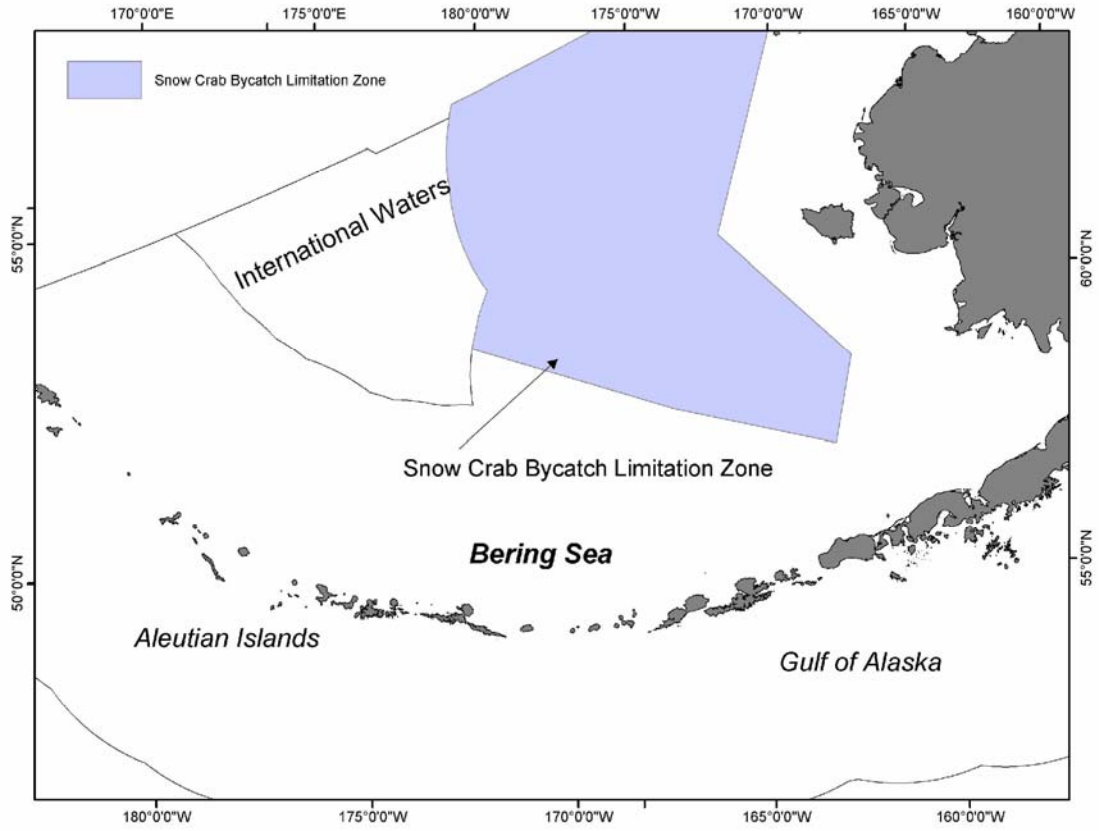 170°0'0"E 175°0'0"E 180°0'0"W 175°0'0"W 170°0'0"W 165°0'0"W 160°0'0"W
Snow Crab Bycatch Limitation Zone
International Waters
55°0'0"N
60°0'0"N
Snow Crab Bycatch Limitation Zone
Bering Sea
50°0'0"N
55°0'0"N
Aleutian Islands
Gulf of Alaska
180°0'0"W 175°0'0"W 170°0'0"W 165°0'0"W 160°0'0"W